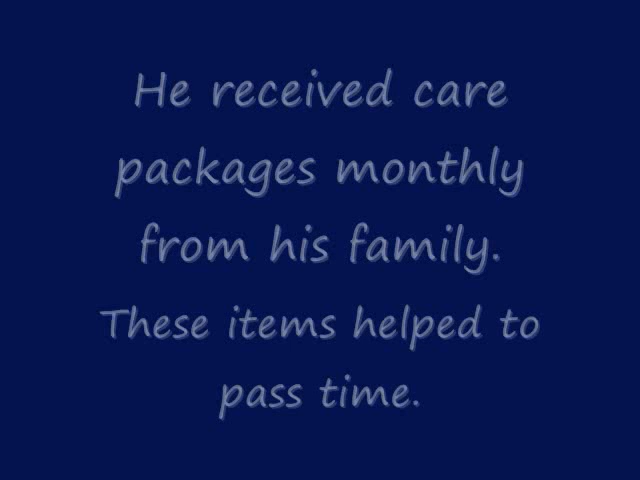 He received care
packages monthly
from his family.
These items helped to
pass time.